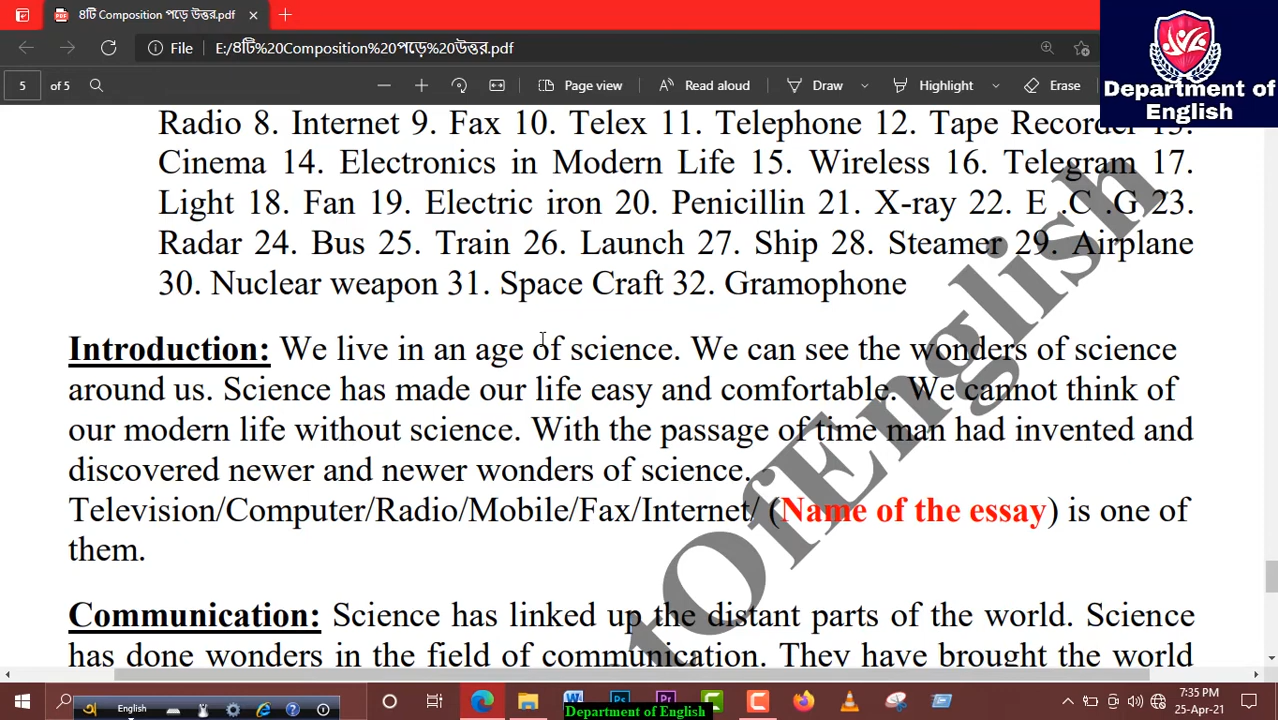 ৪টি Composition পড়ে উত্তর.pdf
File E:/৪টি%20Composition%20পড়ে%20উত্তর.pdf
5 of 5 Page view Read aloud Draw Highlight Erase
Department of
English
Radio 8. Internet 9. Fax 10. Telex 11. Telephone 12. Tape Recorder 13.
Cinema 14. Electronics in Modern Life 15. Wireless 16. Telegram 17.
Light 18. Fan 19. Electric iron 20. Penicillin 21. X-ray 22. E .C .G 23.
Radar 24. Bus 25. Train 26. Launch 27. Ship 28. Steamer 29. Airplane
30. Nuclear weapon 31. Space Craft 32. Gramophone
Introduction: We live in an age of science. We can see the wonders of science
around us. Science has made our life easy and comfortable. We cannot think of
our modern life without science. With the passage of time man had invented and
discovered newer and newer wonders of science.
Television/Computer/Radio/Mobile/Fax/Internet/ (Name of the essay) is one of
them.
Communication: Science has linked up the distant parts of the world. Science
has done wonders in the field of communication. They have brought the world
tOfEnglish
English
Department of English
7:35 PM
25-Apr-21